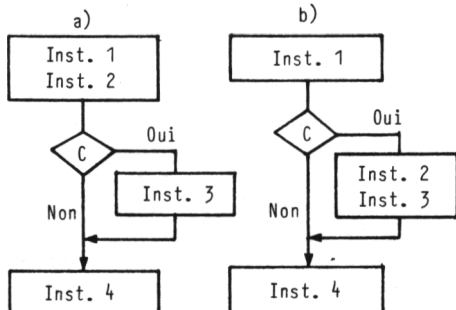 a)
Inst. 1
Inst. 2
C
Oui
Inst. 3
Non
Inst. 4
b)
Inst. 1
C
Oui
Inst. 2
Inst. 3
Non
Inst. 4